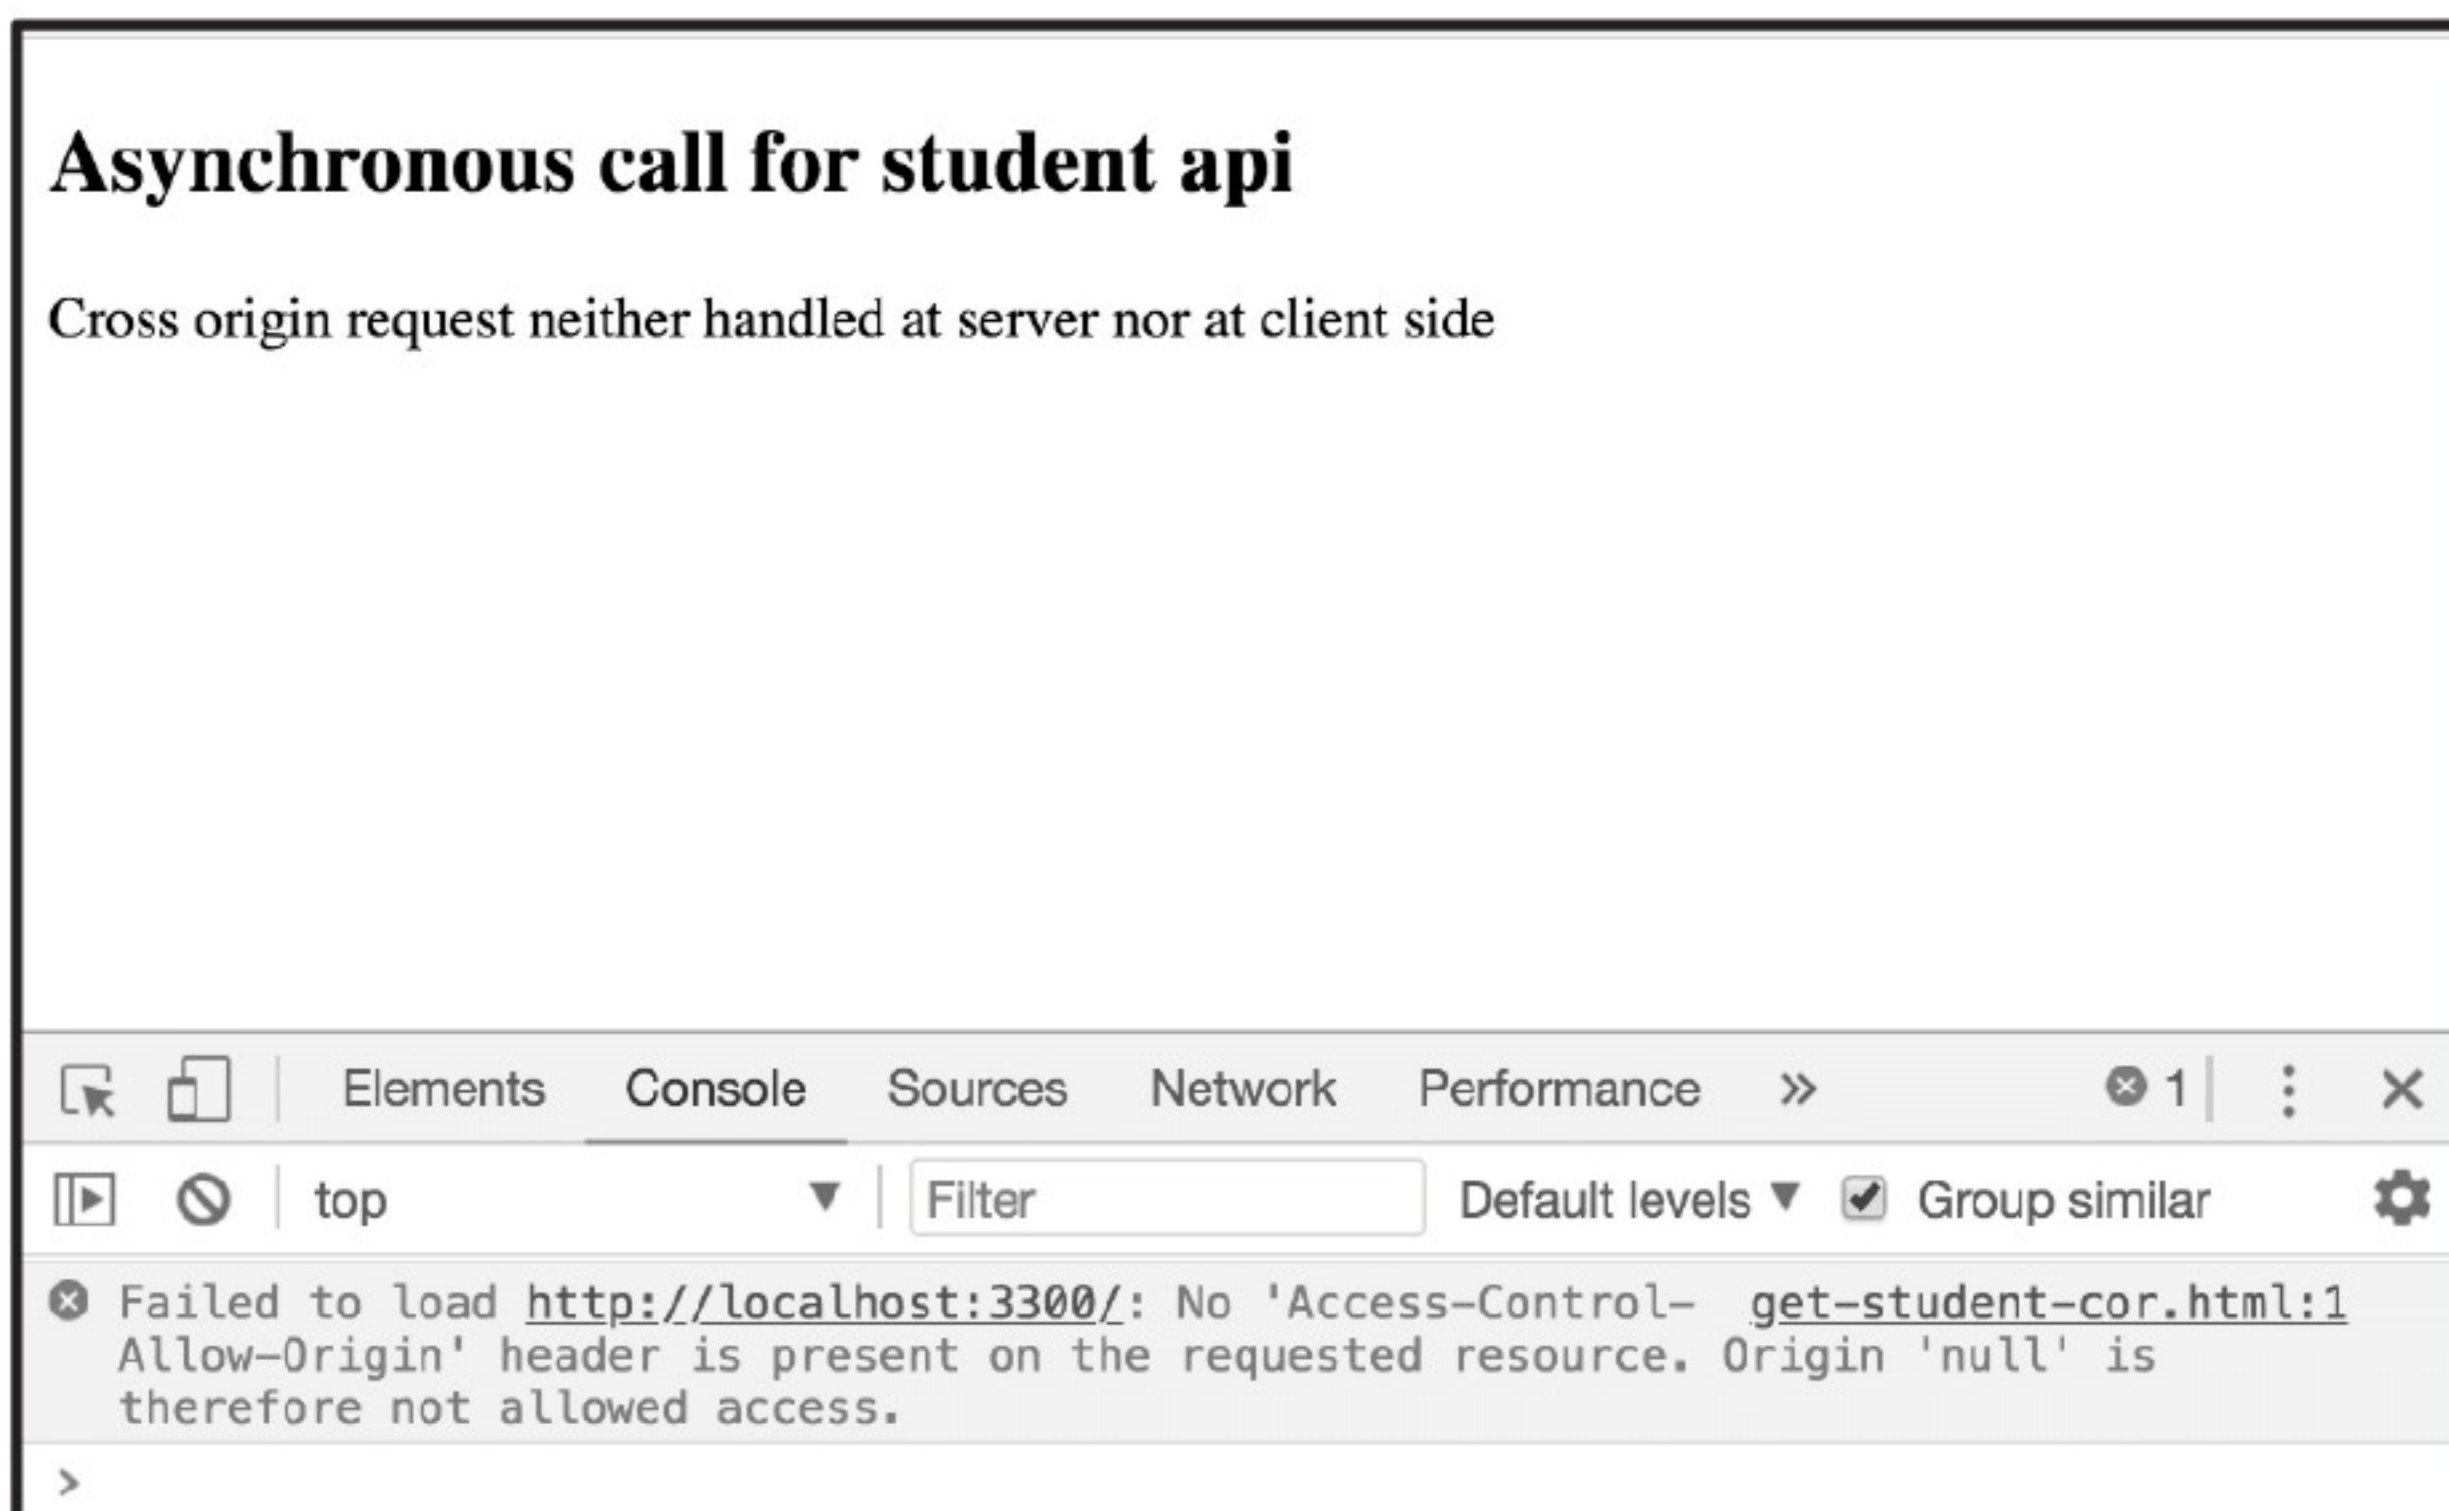 Asynchronous call for student api
Cross origin request neither handled at server nor at client side
Elements Console Sources Network Performance » 1
top Filter Default levels Group similar
Failed to load http://localhost:3300/: No 'Access-Control- get-student-cor.html:1
Allow-Origin' header is present on the requested resource. Origin 'null' is
therefore not allowed access.
>